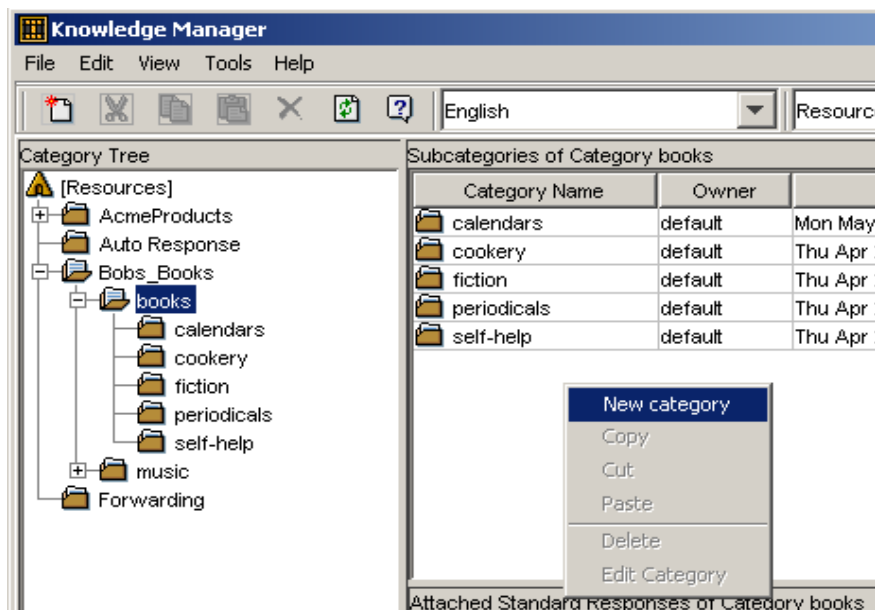 Knowledge Manager
File Edit View Tools Help
English
Resourc
Category Tree
[Resources]
AcmeProducts
Auto Response
Bobs_Books
books
calendars
cookery
fiction
periodicals
self-help
music
Forwarding
Subcategories of Category books
Category Name Owner
calendars default Mon May
cookery default Thu Apr
fiction default Thu Apr
periodicals default Thu Apr
self-help default Thu Apr
New category
Copy
Cut
Paste
Delete
Edit Category
Attached Standard Responses of Category books